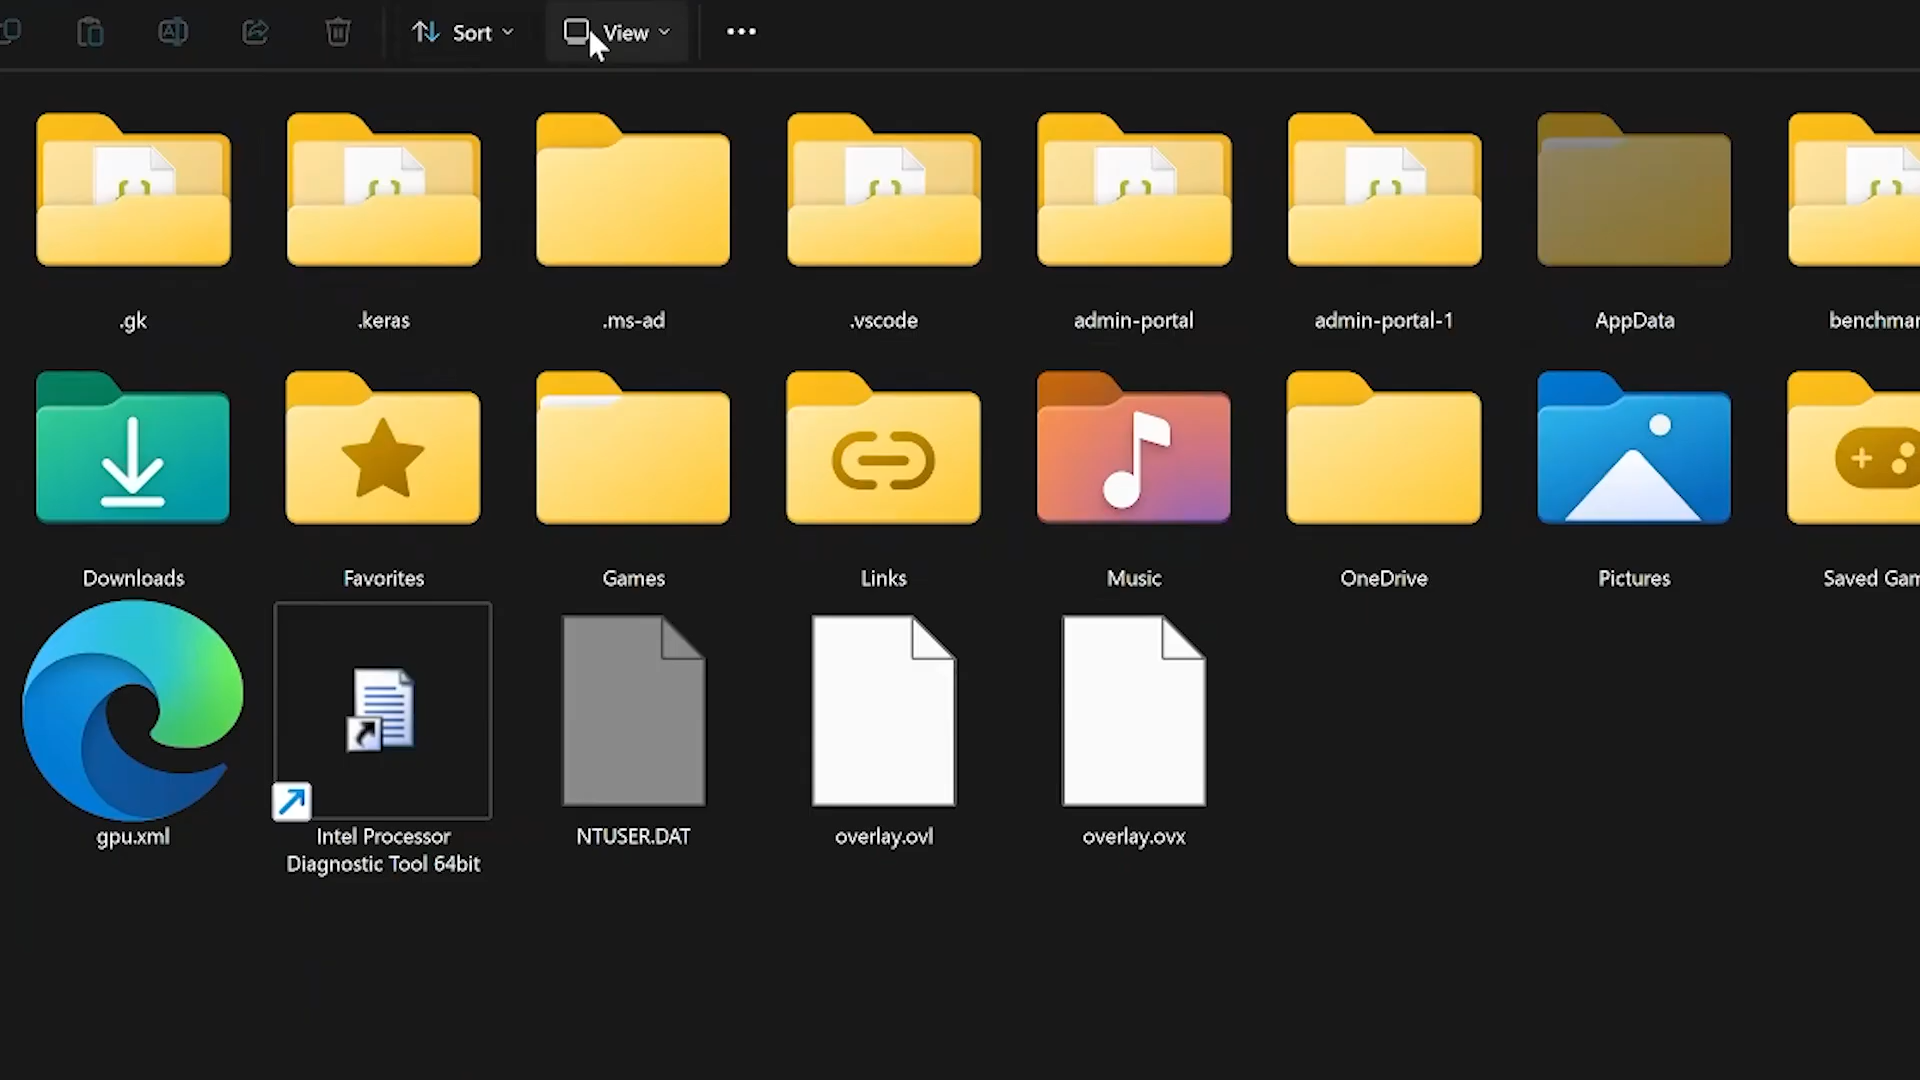 Sort
View
.gk
.keras
.ms-ad
.vscode
admin-portal
admin-portal-1
AppData
Downloads
Favorites
Games
Links
Music
OneDrive
Pictures
Saved
gpu.xml
Intel Processor
Diagnostic Tool 64bit
NTUSER.DAT
overlay.ovl
overlay.ovx